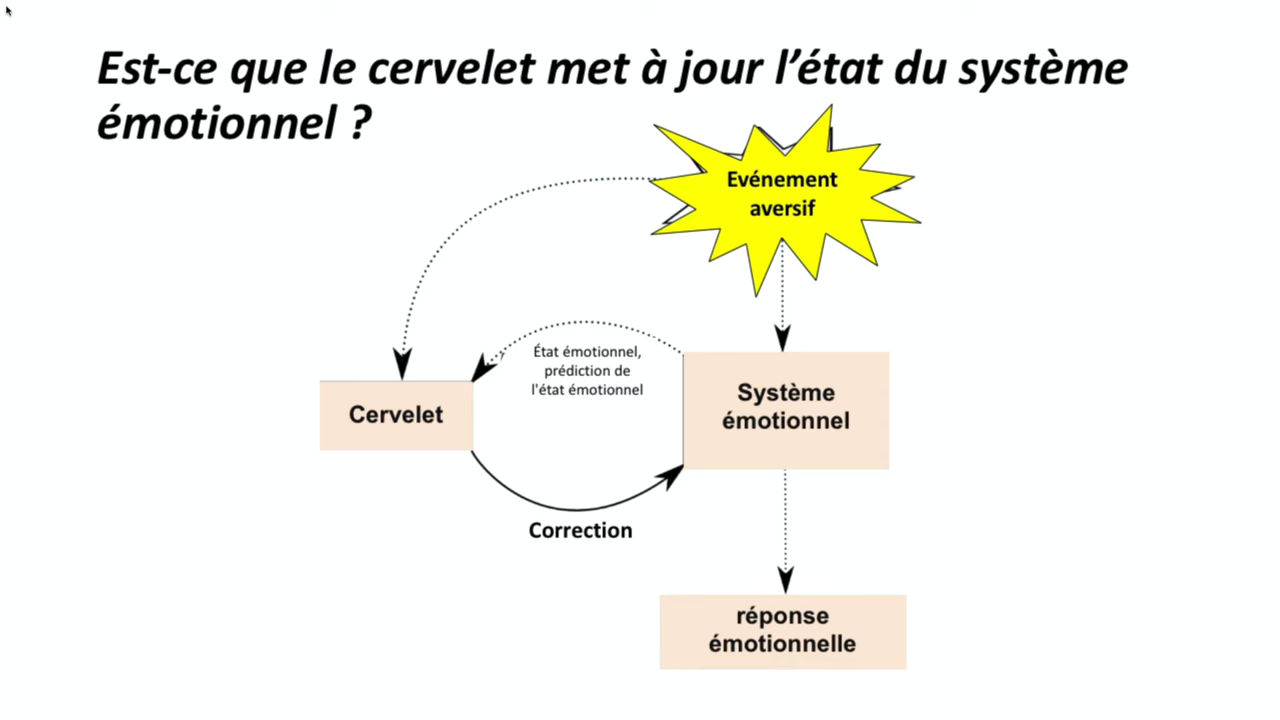 Est-ce que le cervelet met à jour l’état du système
émotionnel ?
Evénement
aversif
État émotionnel,
prédiction de
l'état émotionnel
Cervelet
Système
émotionnel
Correction
réponse
émotionnelle